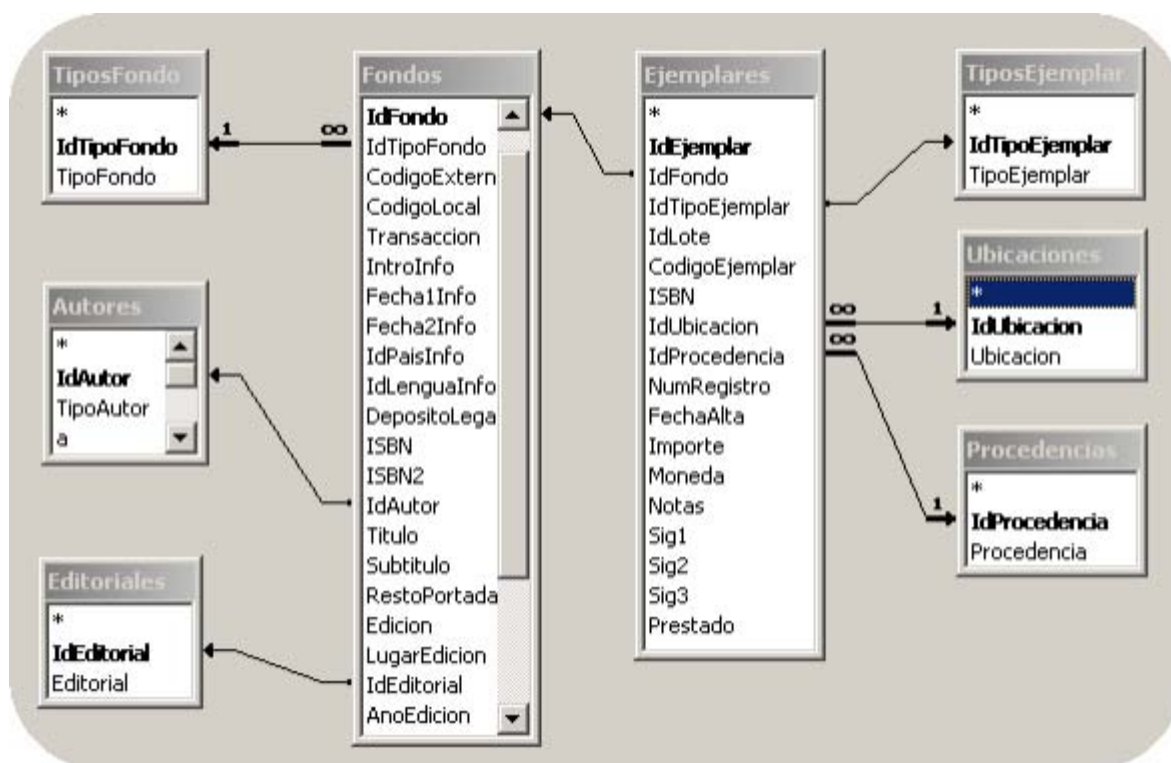 TiposFondo
*
IdTipoFondo
TipoFondo
1
∞
Autores
*
IdAutor
TipoAutor
a
Editoriales
*
IdEditorial
Editorial
Fondos
IdFondo
IdTipoFondo
CodigoExtern
CodigoLocal
Transaccion
IntroInfo
Fecha1Info
Fecha2Info
IdPaisInfo
IdLenguaInfo
DepositoLega
ISBN
ISBN2
IdAutor
Titulo
Subtitulo
RestoPortada
Edicion
LugarEdicion
IdEditorial
AnoEdicion
Ejemplares
*
IdEjemplar
IdFondo
IdTipoEjemplar
IdLote
CodigoEjemplar
ISBN
IdUbicacion
IdProcedencia
NumRegistro
FechaAlta
Importe
Moneda
Notas
Sig1
Sig2
Sig3
Prestado
∞
1
∞
1
TiposEjemplar
*
IdTipoEjemplar
TipoEjemplar
Ubicaciones
*
IdUbicacion
Ubicacion
Procedencias
*
IdProcedencia
Procedencia